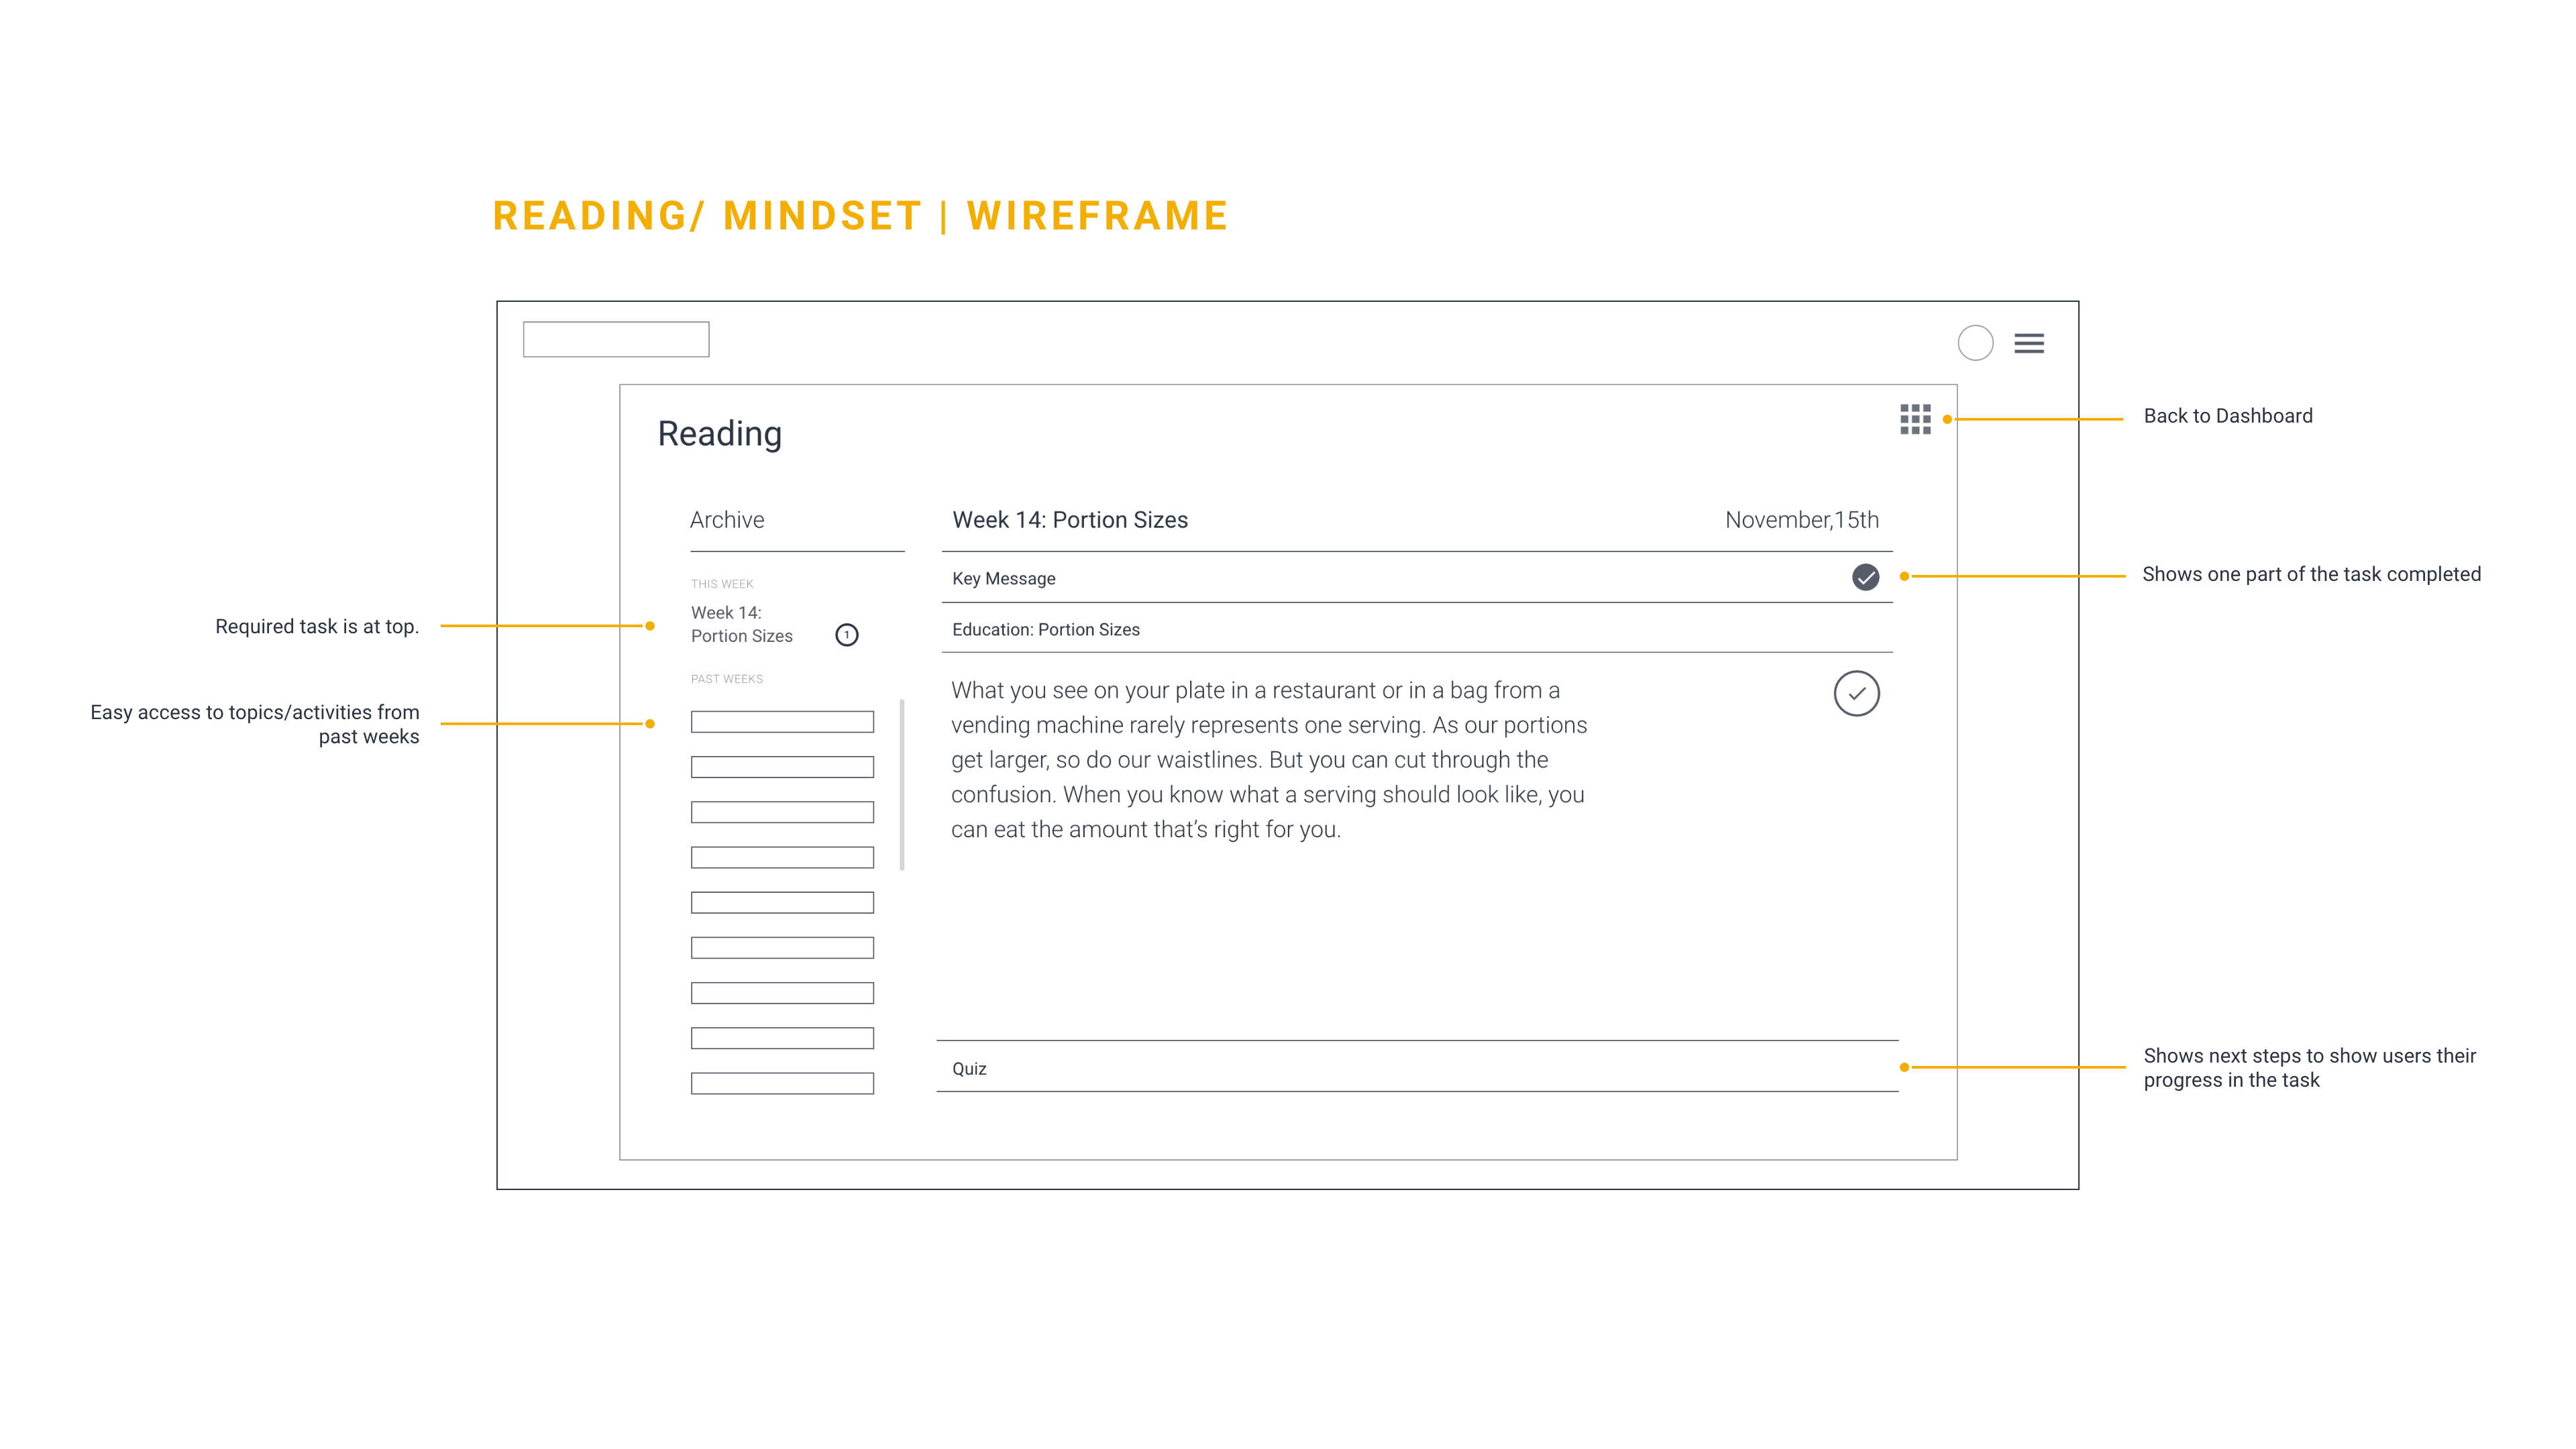 READING/ MINDSET | WIREFRAME
Reading
Back to Dashboard
Archive
Week 14: Portion Sizes
November,15th
THIS WEEK
Week 14:
Portion Sizes
1
Required task is at top.
PAST WEEKS
Easy access to topics/activities from
past weeks
Key Message
Shows one part of the task completed
Education: Portion Sizes
What you see on your plate in a restaurant or in a bag from a
vending machine rarely represents one serving. As our portions
get larger, so do our waistlines. But you can cut through the
confusion. When you know what a serving should look like, you
can eat the amount that’s right for you.
Quiz
Shows next steps to show users their
progress in the task